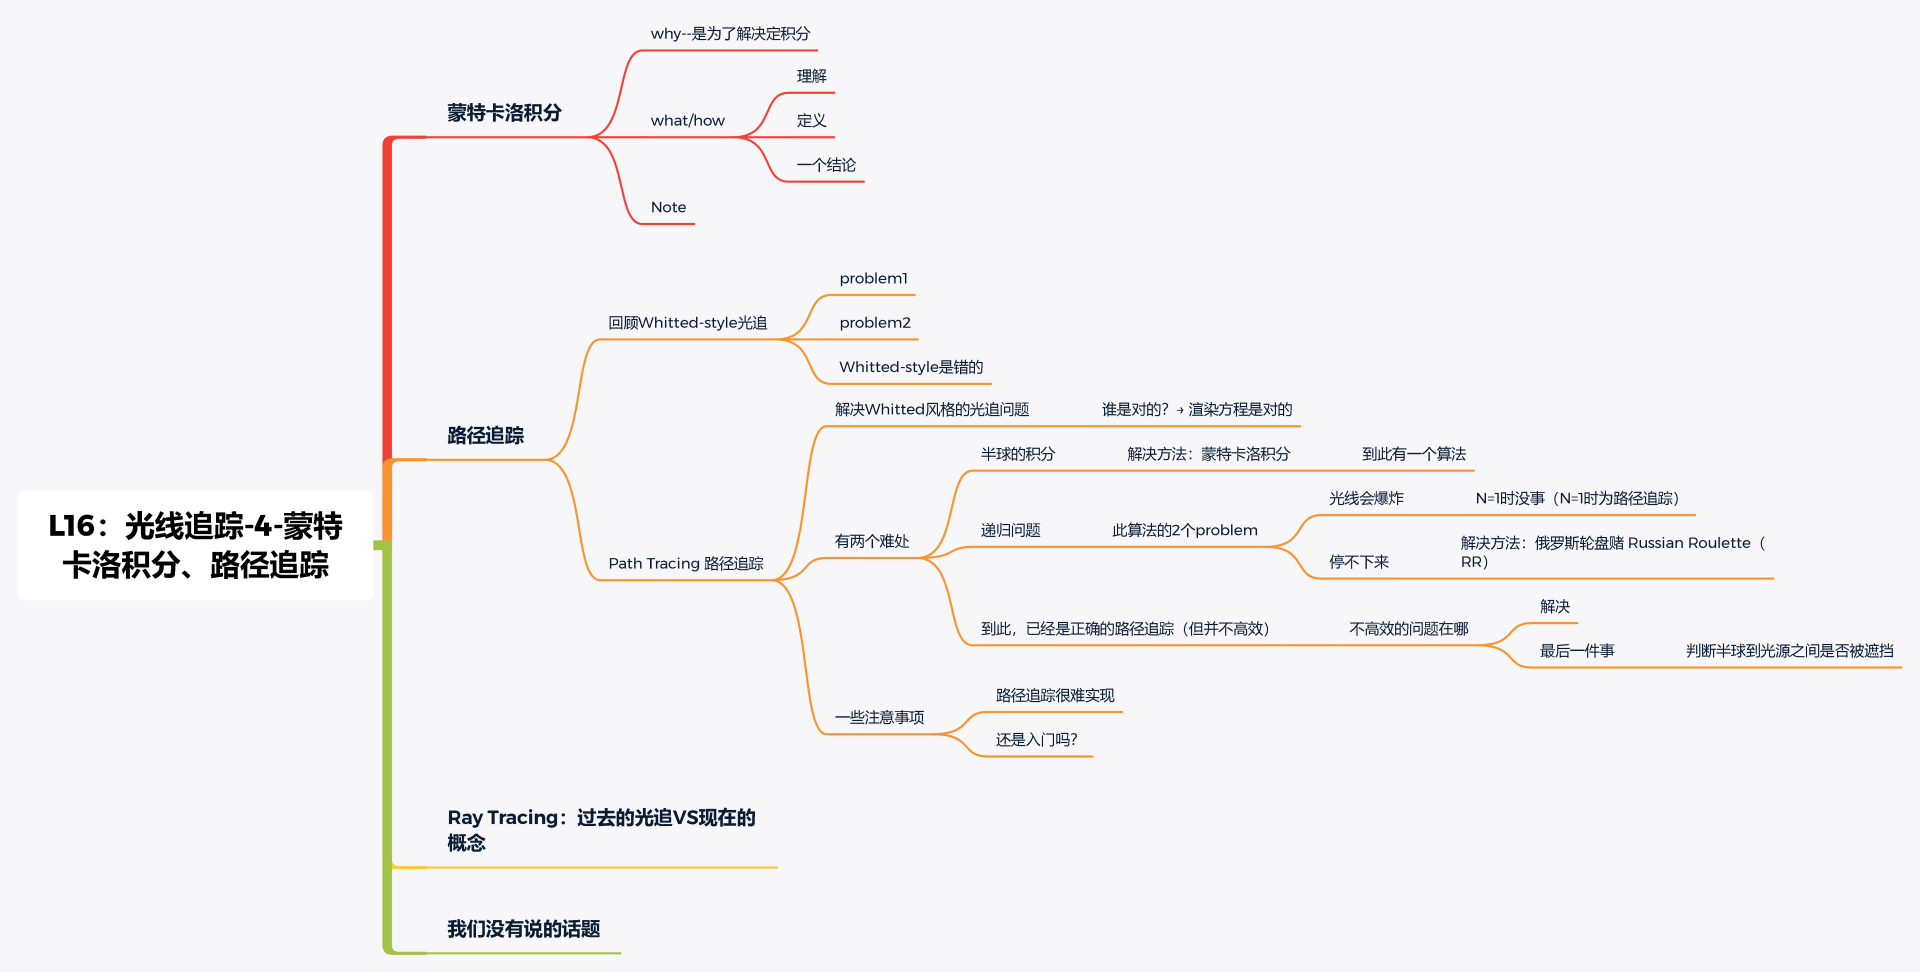 L16：光线追踪-4-蒙特
卡洛积分、路径追踪
蒙特卡洛积分
why--是为了解决定积分
what/how
理解
定义
一个结论
Note
路径追踪
回顾Whitted-style光追
problem1
problem2
Whitted-style是错的
Path Tracing 路径追踪
解决Whitted风格的光追问题
谁是对的？→ 渲染方程是对的
有两个难处
半球的积分
解决方法：蒙特卡洛积分
到此有一个算法
递归问题
此算法的2个problem
光线会爆炸
N=1时没事（N=1时为路径追踪）
停不下来
解决方法：俄罗斯轮盘赌 Russian Roulette（
RR）
到此，已经是正确的路径追踪（但并不高效）
不高效的问题在哪
解决
最后一件事
判断半球到光源之间是否被遮挡
一些注意事项
路径追踪很难实现
还是入门吗？
Ray Tracing：过去的光追VS现在的
概念
我们没有说的话题